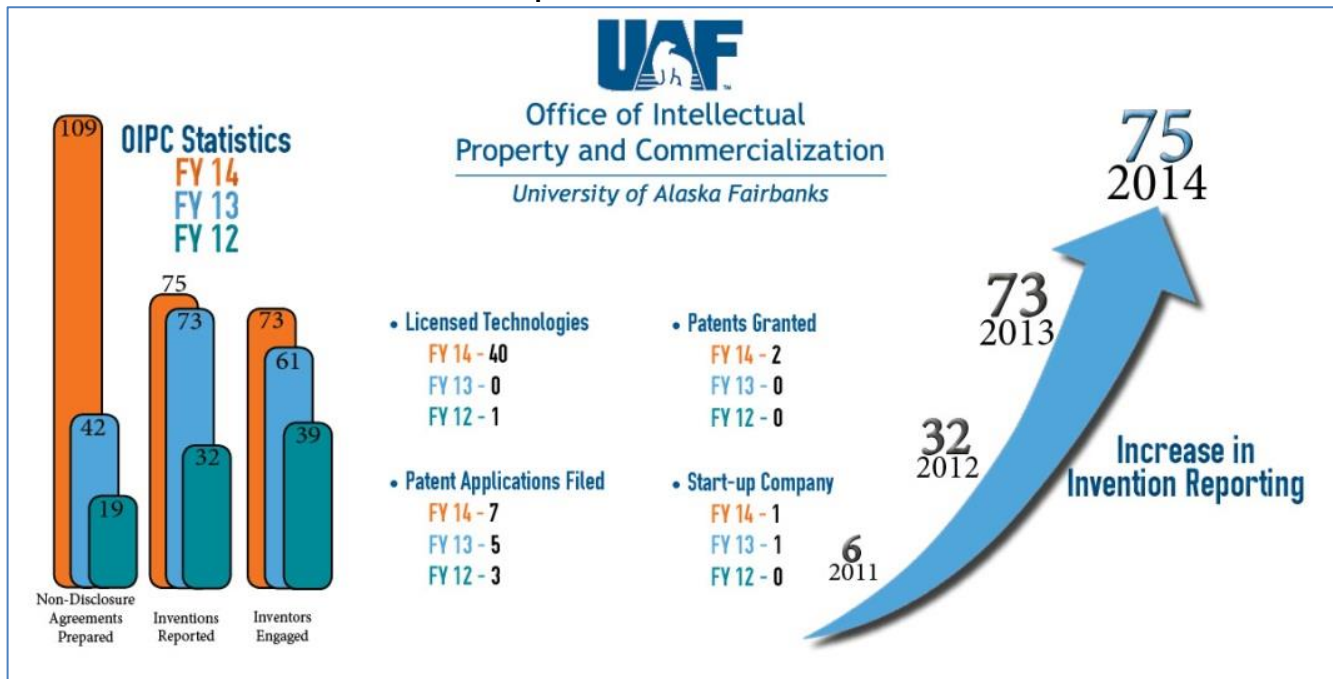 UAF
TM
Office of Intellectual
Property and Commercialization
University of Alaska Fairbanks
OIPC Statistics
FY 14
FY 13
FY 12
109
42
19
Non-Disclosure
Agreements
Prepared
75
73
32
Inventions
Reported
73
61
39
Inventors
Engaged
• Licensed Technologies
FY 14 - 40
FY 13 - 0
FY 12 - 1
• Patent Applications Filed
FY 14 - 7
FY 13 - 5
FY 12 - 3
• Patents Granted
FY 14 - 2
FY 13 - 0
FY 12 - 0
• Start-up Company
FY 14 - 1
FY 13 - 1
FY 12 - 0
75
2014
73
2013
32
2012
6
2011
Increase in
Invention Reporting